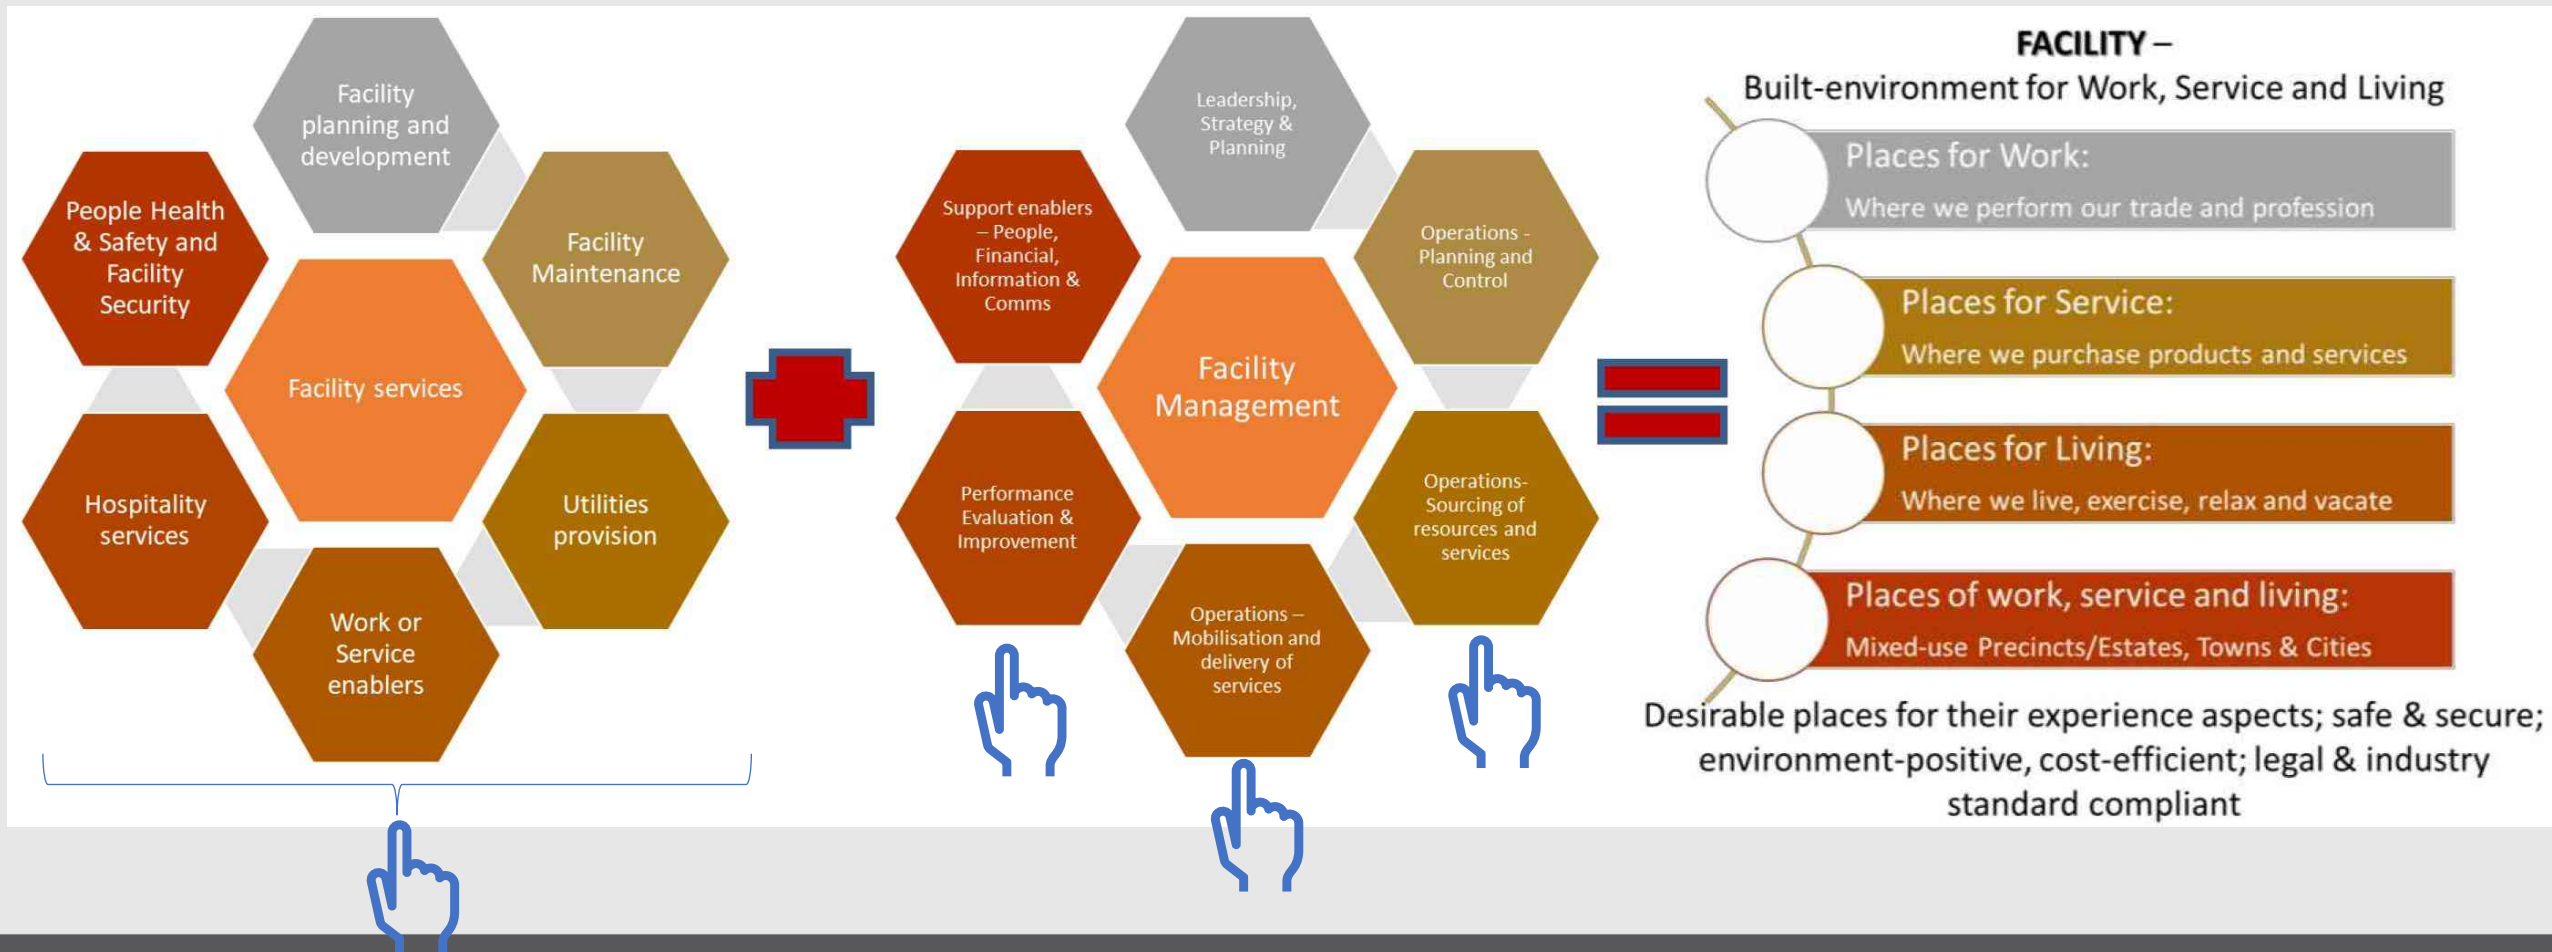 Facility
planning and
development
People Health
& Safety and
Facility
Security
Facility
Maintenance
Facility services
Hospitality
services
Utilities
provision
Work or
Service
enablers
Leadership,
Strategy &
Planning
Support enablers
– People,
Financial,
Information &
Comms
Operations -
Planning and
Control
Facility
Management
Performance
Evaluation &
Improvement
Operations-
Sourcing of
resources and
services
Operations –
Mobilisation and
delivery of
services
FACILITY –
Built-environment for Work, Service and Living
Places for Work:
Where we perform our trade and profession
Places for Service:
Where we purchase products and services
Places for Living:
Where we live, exercise, relax and vacate
Places of work, service and living:
Mixed-use Precincts/Estates, Towns & Cities
Desirable places for their experience aspects; safe & secure;
environment-positive, cost-efficient; legal & industry
standard compliant